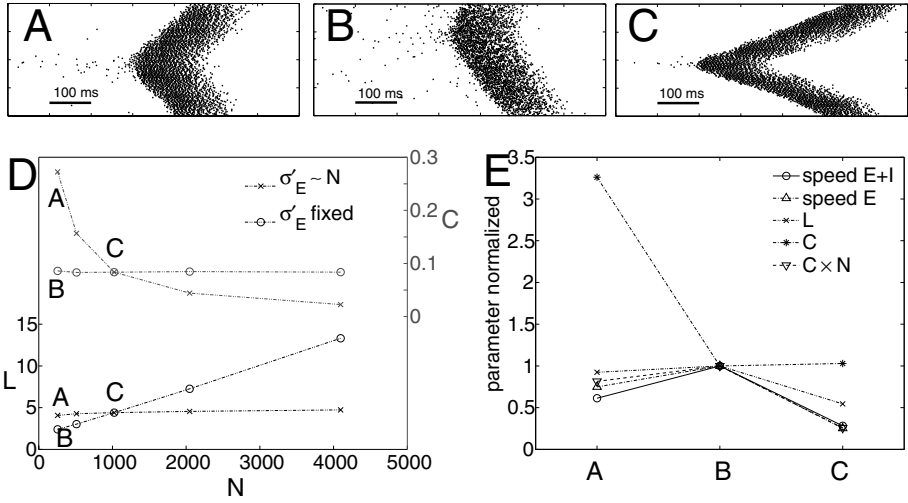 A
100 ms
B
100 ms
C
100 ms
D
σ′E ~ N
σ′E fixed
A
B
C
A
B
C
L
15
10
5
0
0
1000
2000
3000
4000
5000
N
0.3
0.2
0.1
0
C
E
speed E+I
speed E
L
C
C × N
parameter normalized
3.5
3
2.5
2
1.5
1
0.5
0
A
B
C